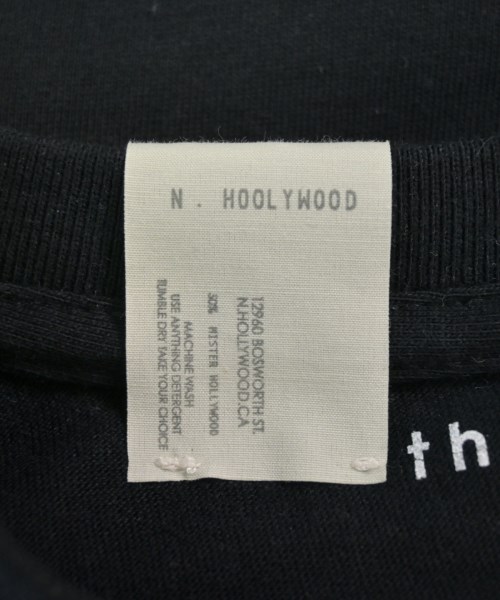 N . HOOLYWOOD
12960 BOSWORTH ST.
N.HOLLYWOOD.CA
50% MISTER HOLLYWOOD
MACHINE WASH
USE ANYTHING DETERGENT
TUMBLE DRY TAKE YOUR CHOICE
th